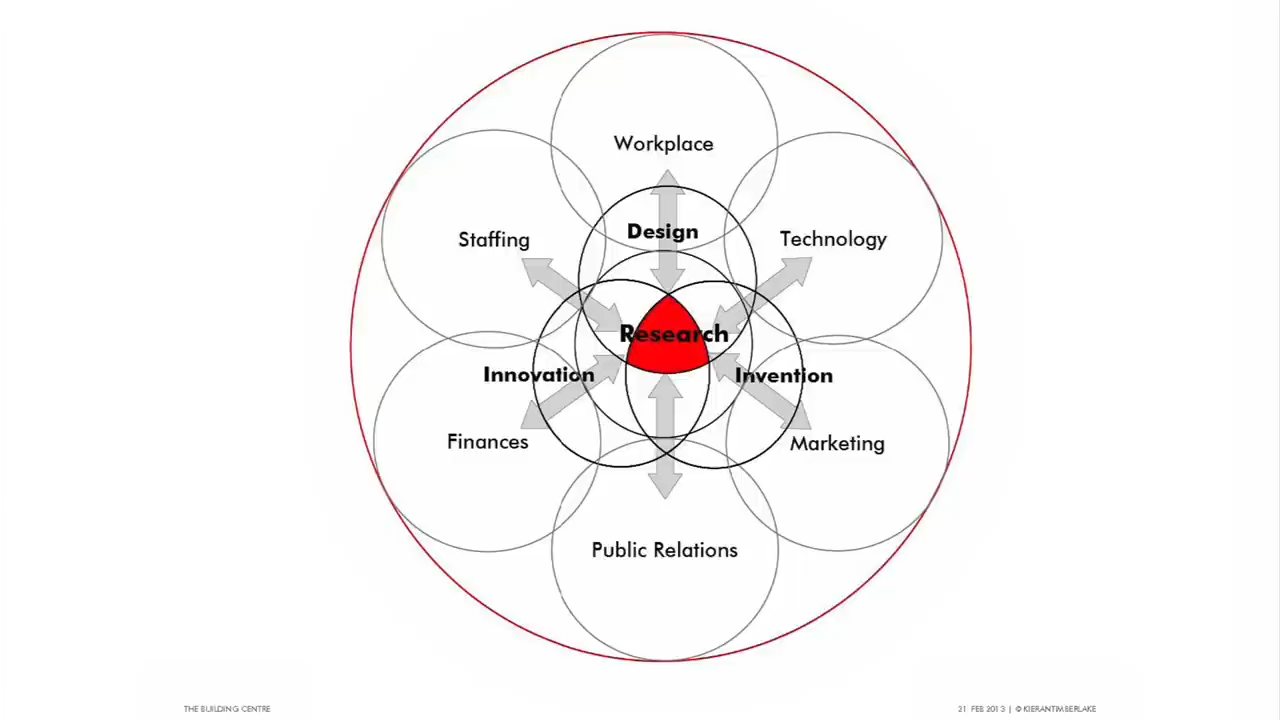 Workplace
Design
Staffing
Technology
Research
Innovation
Invention
Finances
Marketing
Public Relations
THE BUILDING CENTRE
21 FEB 2013 | © KIERANTIMBERLAKE